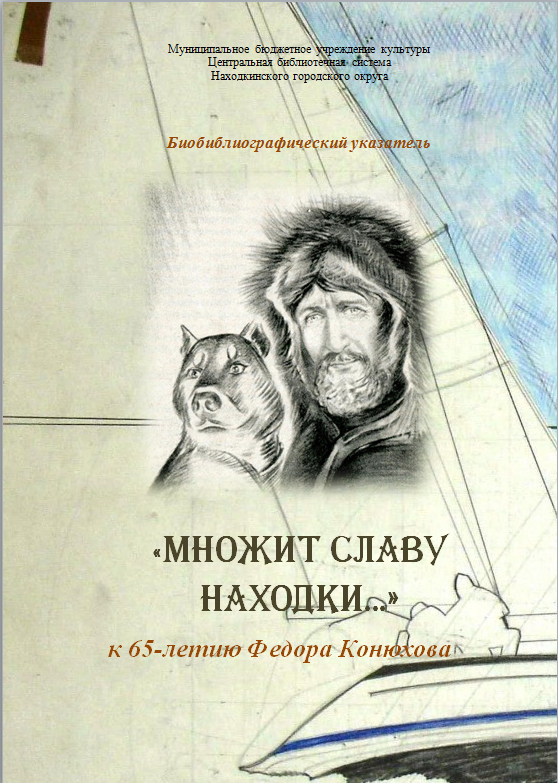 Муниципальное бюджетное учреждение культуры
Центральная библиотечная система
Находкинского городского округа
Биобиблиографический указатель
«МНОЖИТ СЛАВУ
НАХОДКИ...»
к 65-летию Федора Конюхова